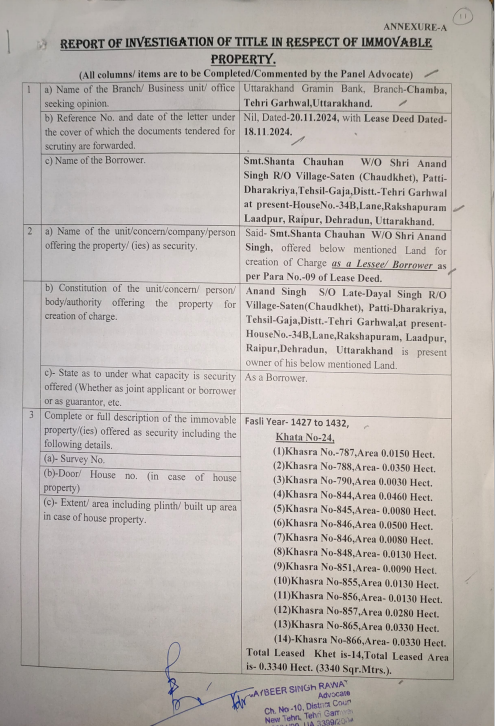 11
ANNEXURE-A
REPORT OF INVESTIGATION OF TITLE IN RESPECT OF IMMOVABLE
PROPERTY.
(All columns/ items are to be Completed/Commented by the Panel Advocate)
1
a) Name of the Branch/ Business unit/ office
seeking opinion.
Uttarakhand Gramin Bank, Branch-Chamba,
Tehri Garhwal,Uttarakhand.
b) Reference No. and date of the letter under
the cover of which the documents tendered for
scrutiny are forwarded.
Nil, Dated-20.11.2024, with Lease Deed Dated-
18.11.2024.
c) Name of the Borrower.
Smt.Shanta Chauhan W/O Shri Anand
Singh R/O Village-Saten (Chaudkhet), Patti-
Dharakriya,Tehsil-Gaja,Distt.-Tehri Garhwal
at present-HouseNo.-34B,Lane,Rakshapuram
Laadpur, Raipur, Dehradun, Uttarakhand.
2
a) Name of the unit/concern/company/person
offering the property/ (ies) as security.
Said- Smt.Shanta Chauhan W/O Shri Anand
Singh, offered below mentioned Land for
creation of Charge as a Lessee/ Borrower as
per Para No.-09 of Lease Deed.
b) Constitution of the unit/concern/ person/
body/authority offering the property for
creation of charge.
Anand Singh S/O Late-Dayal Singh R/O
Village-Saten(Chaudkhet), Patti-Dharakriya,
Tehsil-Gaja,Distt.-Tehri Garhwal,at present-
HouseNo.-34B,Lane,Rakshapuram, Laadpur,
Raipur,Dehradun, Uttarakhand is present
owner of his below mentioned Land.
c)- State as to under what capacity is security
offered (Whether as joint applicant or borrower
or as guarantor, etc.
As a Borrower.
3
Complete or full description of the immovable
property/(ies) offered as security including the
following details.
(a)- Survey No.
(b)-Door/ House no. (in case of house
property)
(c)- Extent/ area including plinth/ built up area
in case of house property.
Fasli Year- 1427 to 1432,
Khata No-24,
(1)Khasra No.-787,Area 0.0150 Hect.
(2)Khasra No-788,Area- 0.0350 Hect.
(3)Khasra No-790,Area 0.0030 Hect.
(4)Khasra No-844,Area 0.0460 Hect.
(5)Khasra No-845,Area- 0.0080 Hect.
(6)Khasra No-846,Area 0.0500 Hect.
(7)Khasra No-846,Area 0.0080 Hect.
(8)Khasra No-848,Area- 0.0130 Hect.
(9)Khasra No-851,Area- 0.0090 Hect.
(10)Khasra No-855,Area 0.0130 Hect.
(11)Khasra No-856,Area- 0.0130 Hect.
(12)Khasra No-857,Area 0.0280 Hect.
(13)Khasra No-865,Area 0.0330 Hect.
(14)-Khasra No-866,Area- 0.0330 Hect.
Total Leased Khet is-14,Total Leased Area
is- 0.3340 Hect. (3340 Sqr.Mtrs.).
BEER SINGH RAWAT
Advocate
Ch. No -10, District Court
New Tehri, Tehri